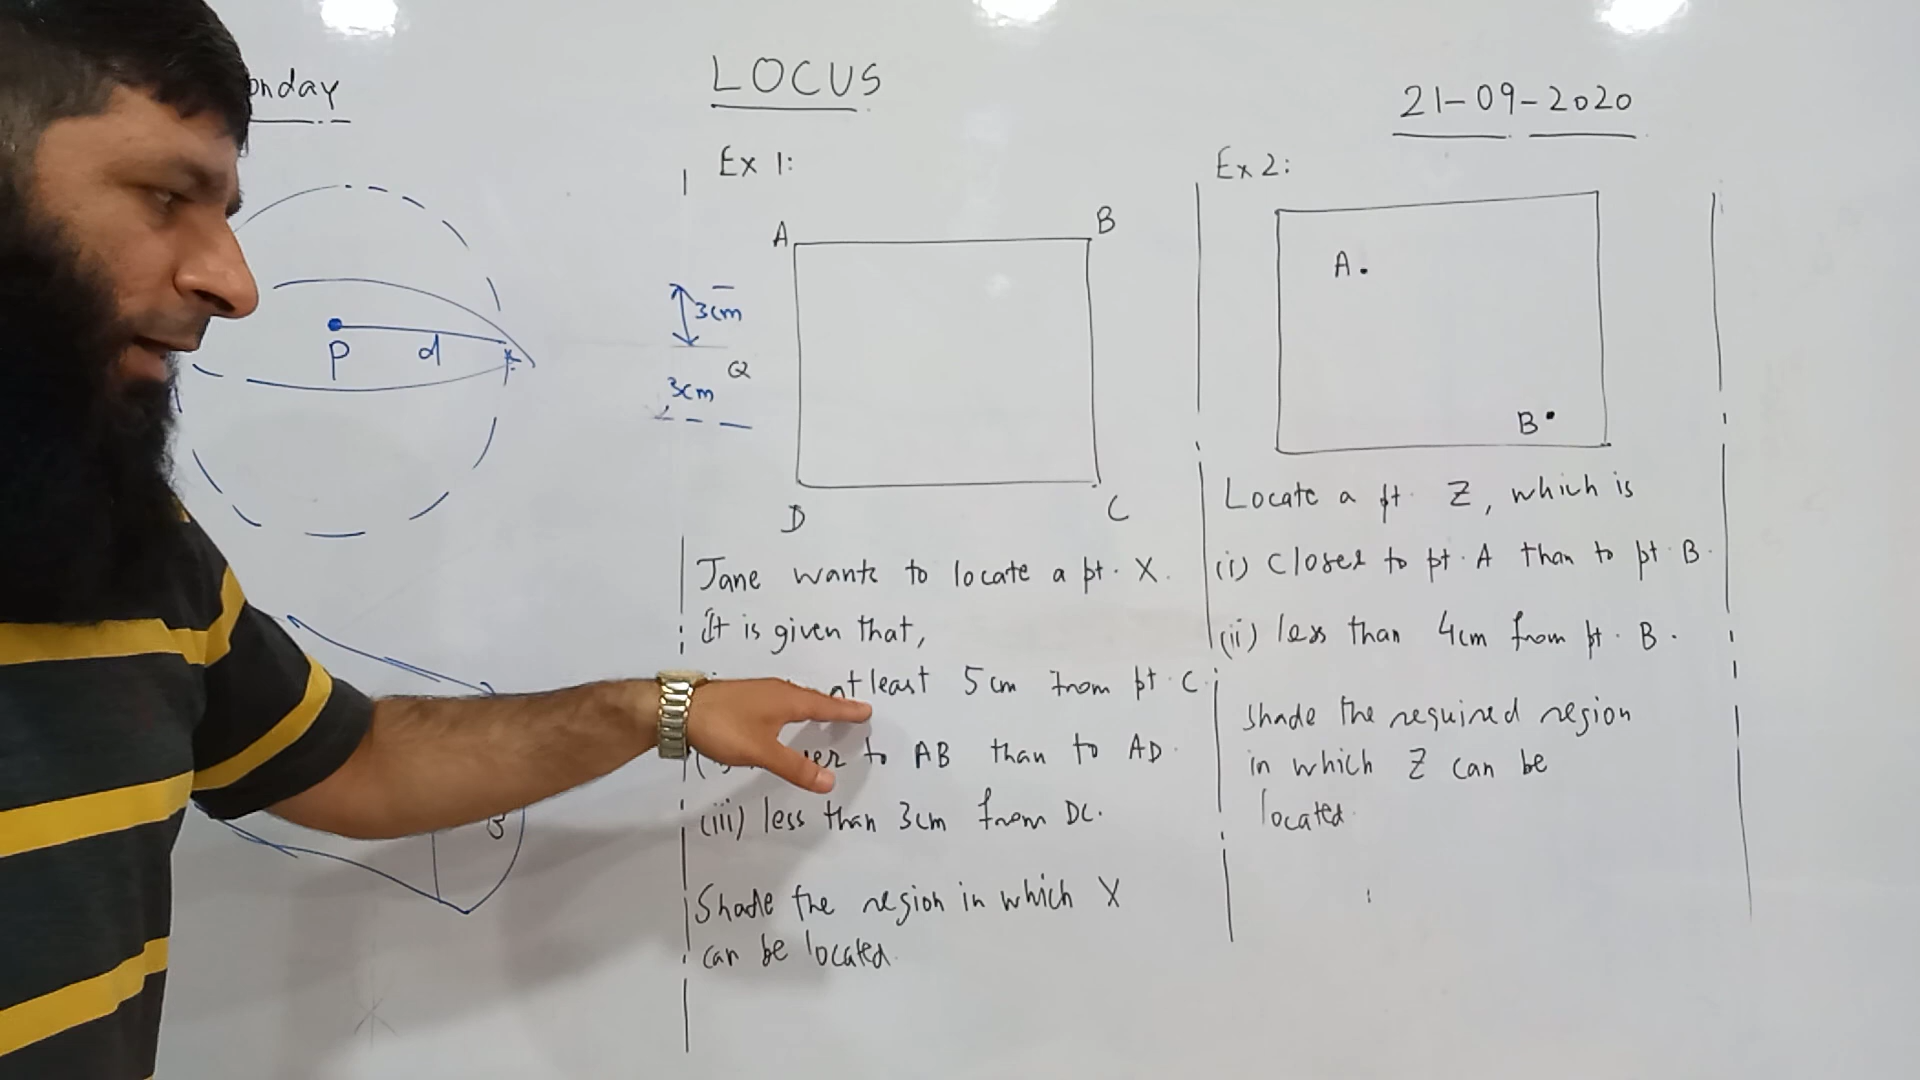 onday
LOCUS
21-09-2020
Ex 1:
A
B
3cm
Q
3cm
D
C
P
d
Jane wants to locate a pt. X.
It is given that,
atleast 5cm from pt. C.
to AB than to AD.
(iii) less than 3cm from DC.
Shade the region in which X
can be located.
Ex 2:
A.
B.
Locate a pt. Z, which is
(i) Closer to pt. A than to pt. B.
(ii) less than 4cm from pt. B.
Shade the required region
in which Z can be
located.